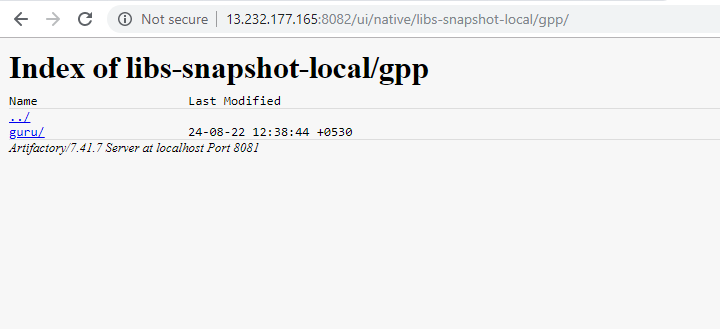 Not secure | 13.232.177.165:8082/ui/native/libs-snapshot-local/gpp/
Index of libs-snapshot-local/gpp
Name Last Modified
../
guru/ 24-08-22 12:38:44 +0530
Artifactory/7.41.7 Server at localhost Port 8081